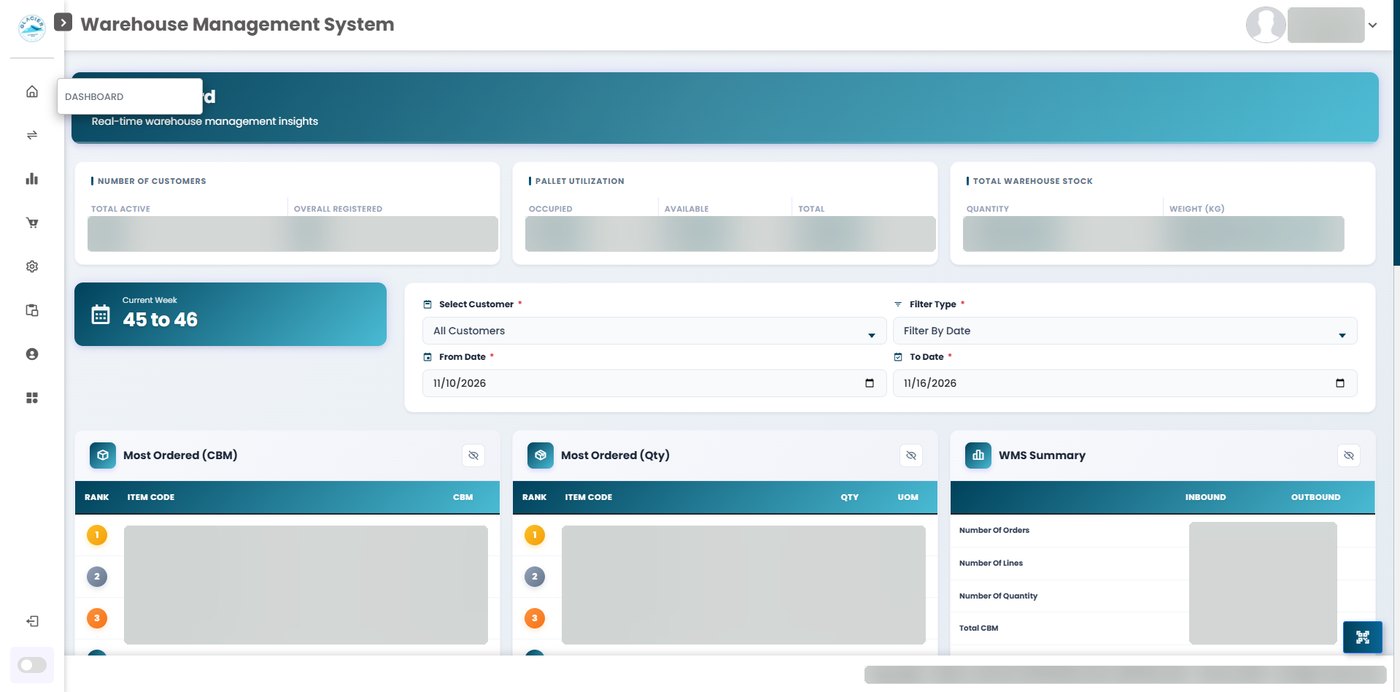 GLACIER
Warehouse Management System
DASHBOARD
rd
Real-time warehouse management insights
NUMBER OF CUSTOMERS
TOTAL ACTIVE
OVERALL REGISTERED
PALLET UTILIZATION
OCCUPIED
AVAILABLE
TOTAL
TOTAL WAREHOUSE STOCK
QUANTITY
WEIGHT (KG)
Current Week
45 to 46
Select Customer *
All Customers
Filter Type *
Filter By Date
From Date *
11/10/2026
To Date *
11/16/2026
Most Ordered (CBM)
RANK ITEM CODE CBM
1
2
3
Most Ordered (Qty)
RANK ITEM CODE QTY UOM
1
2
3
WMS Summary
INBOUND OUTBOUND
Number Of Orders
Number Of Lines
Number Of Quantity
Total CBM